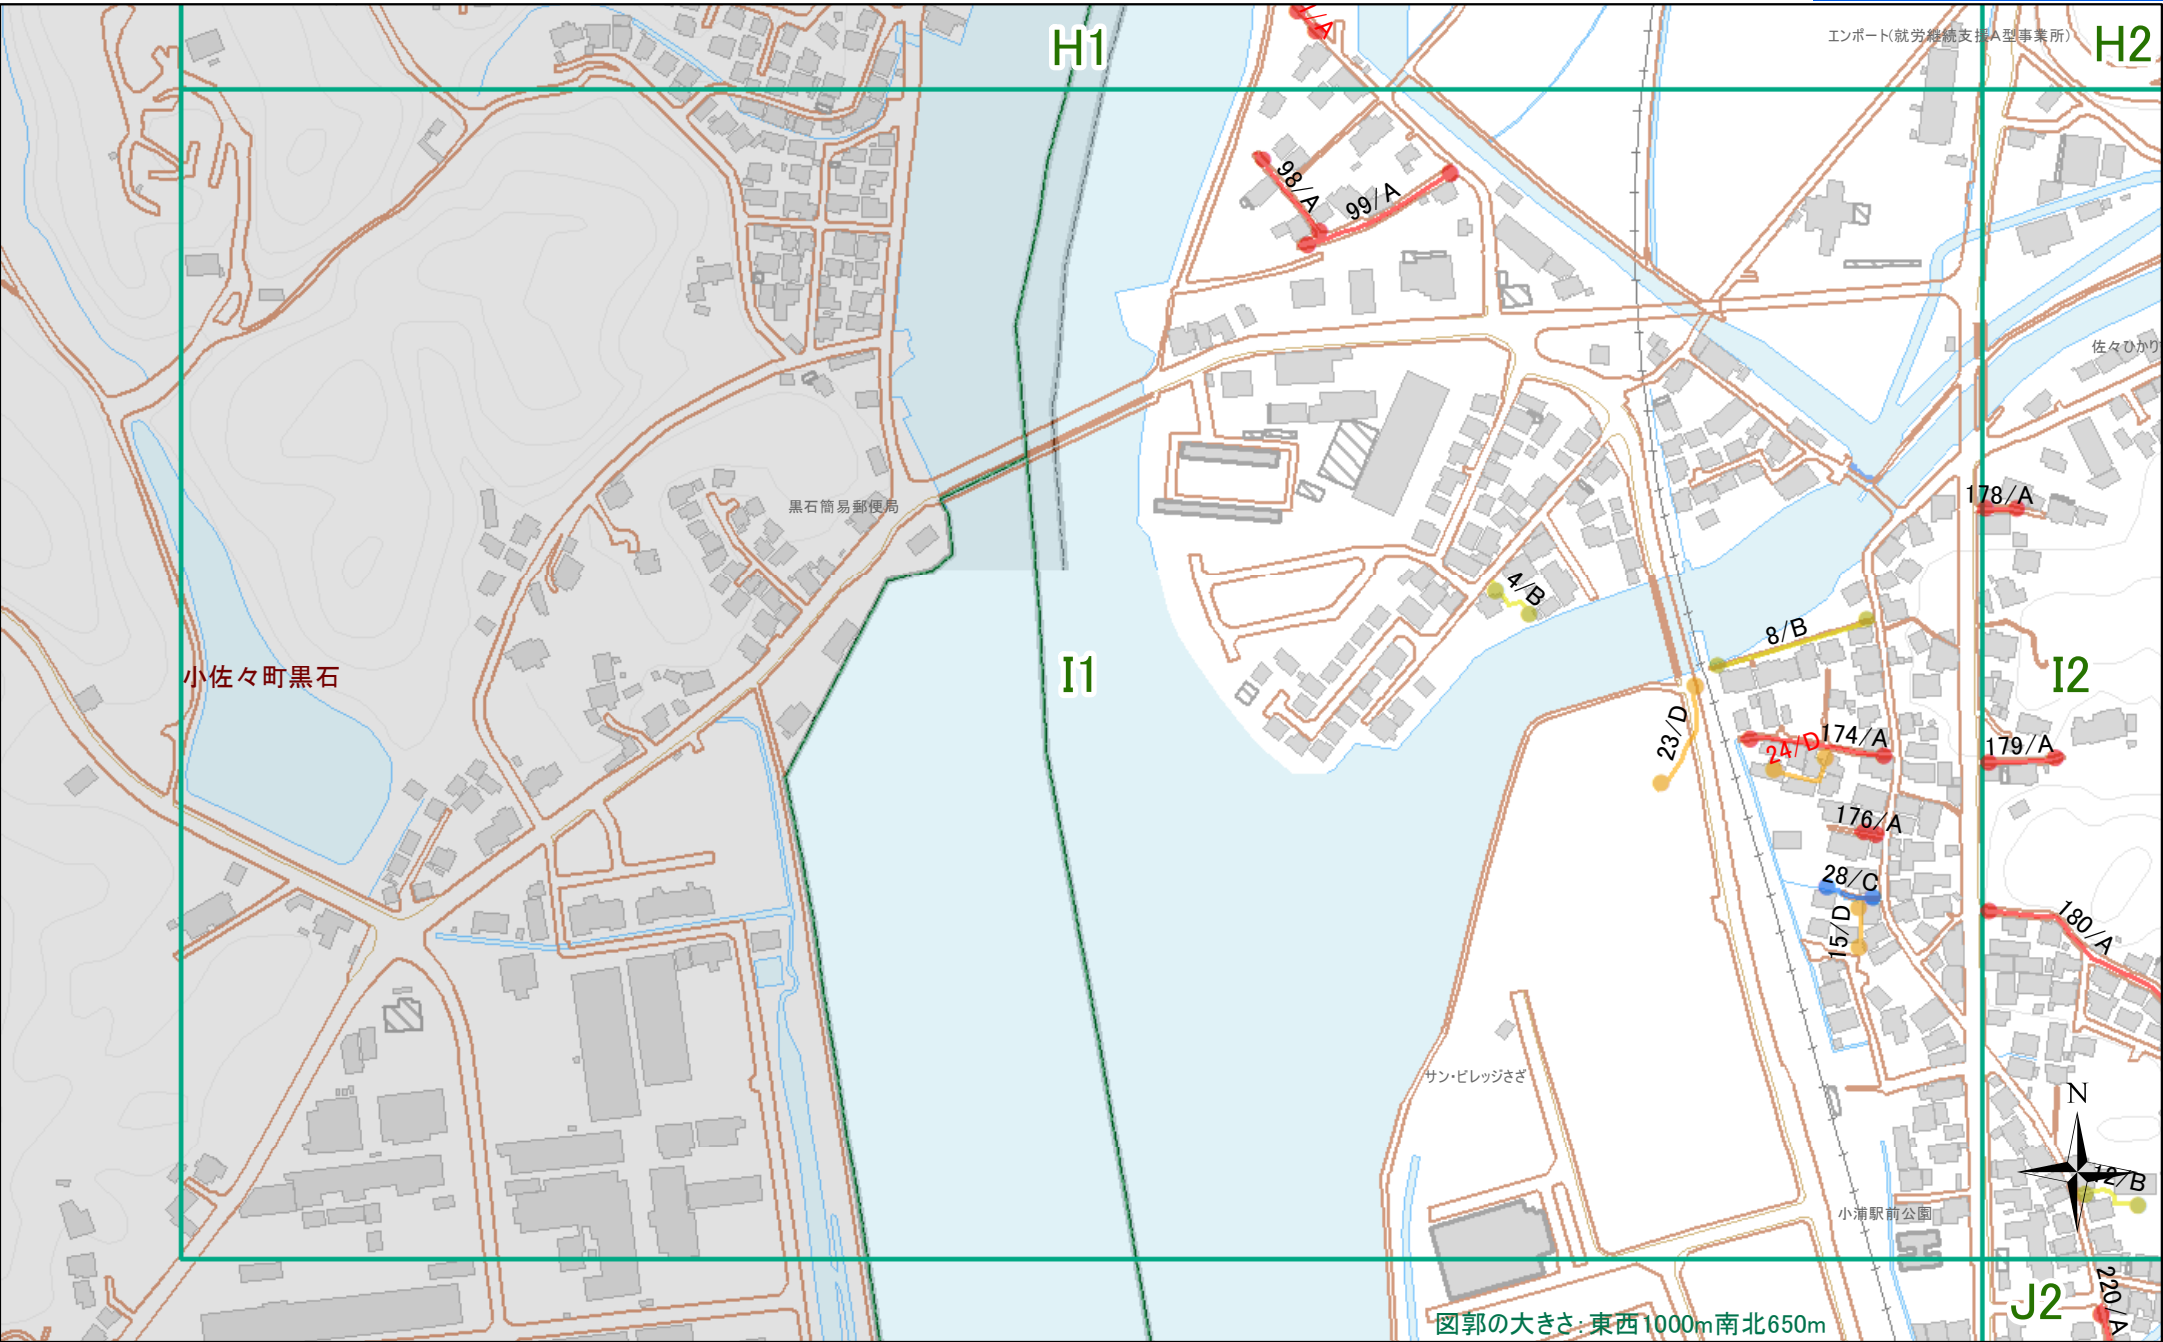 H1
エンポート(就労継続支援A型事業所)
H2
98/A
99/A
佐々ひかり
178/A
黒石簡易郵便局
4/B
8/B
小佐々町黒石
I1
I2
23/D
24/D
174/A
179/A
176/A
28/C
15/D
180/A
サン・ビレッジさざ
N
12/B
小浦駅前公園
220/A
J2
図郭の大きさ：東西1000m南北650m